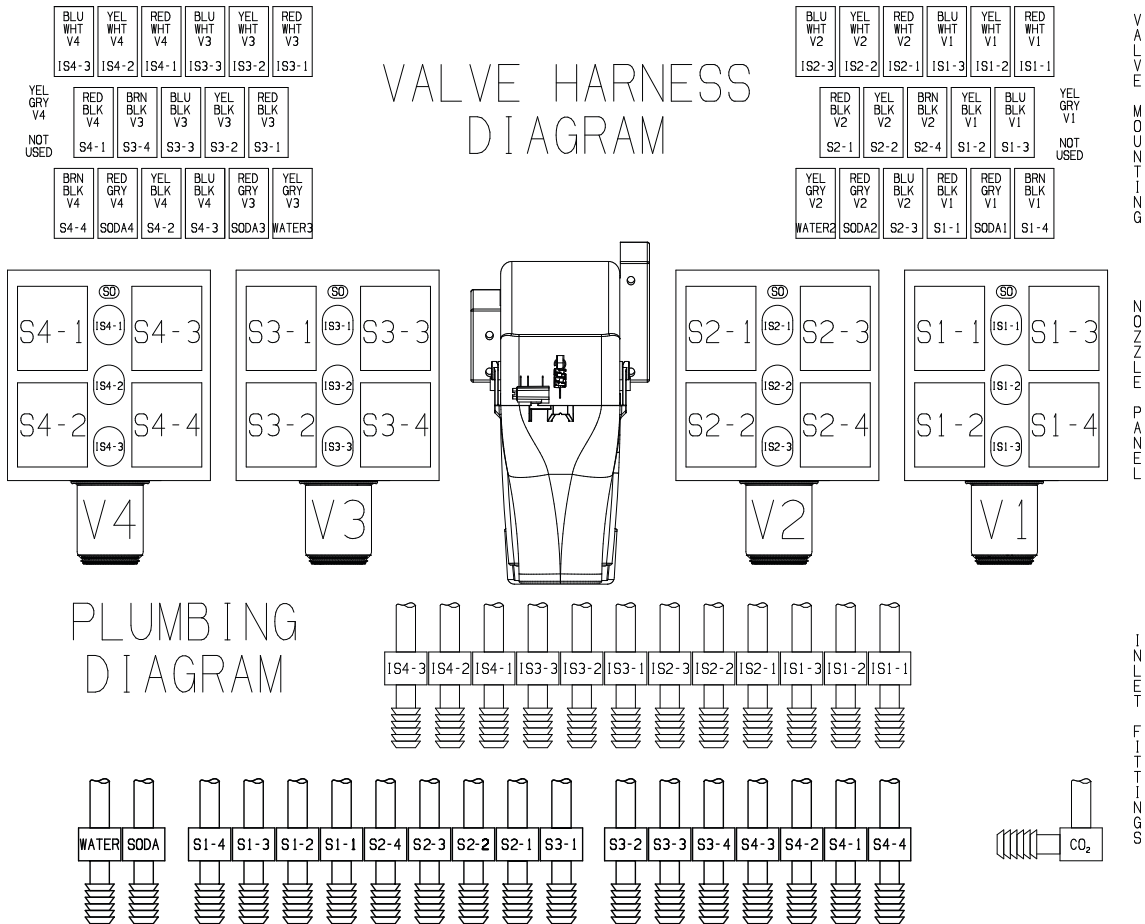 VALVE HARNESS
DIAGRAM
BLU WHT V4 IS4-3
YEL WHT V4 IS4-2
RED WHT V4 IS4-1
BLU WHT V3 IS3-3
YEL WHT V3 IS3-2
RED WHT V3 IS3-1
YEL GRY V4 NOT USED
RED BLK V4 S4-1
BRN BLK V3 S3-4
BLU BLK V3 S3-3
YEL BLK V3 S3-2
RED BLK V3 S3-1
BRN BLK V4 S4-4
RED GRY V4 SODA4
YEL BLK V4 S4-2
BLU BLK V4 S4-3
RED GRY V3 SODA3
YEL GRY V3 WATER3
BLU WHT V2 IS2-3
YEL WHT V2 IS2-2
RED WHT V2 IS2-1
BLU WHT V1 IS1-3
YEL WHT V1 IS1-2
RED WHT V1 IS1-1
RED BLK V2 S2-1
YEL BLK V2 S2-2
BRN BLK V2 S2-4
YEL BLK V1 S1-2
BLU BLK V1 S1-3
YEL GRY V1 NOT USED
YEL GRY V2 WATER2
RED GRY V2 SODA2
BLU BLK V2 S2-3
RED BLK V1 S1-1
RED GRY V1 SODA1
BRN BLK V1 S1-4
VALVE MOUNTING
SO
S4-1 IS4-1 S4-3
IS4-2
S4-2 IS4-3 S4-4
V4
SO
S3-1 IS3-1 S3-3
IS3-2
S3-2 IS3-3 S3-4
V3
SO
S2-1 IS2-1 S2-3
IS2-2
S2-2 IS2-3 S2-4
V2
SO
S1-1 IS1-1 S1-3
IS1-2
S1-2 IS1-3 S1-4
V1
NOZZLE PANEL
PLUMBING
DIAGRAM
IS4-3 IS4-2 IS4-1 IS3-3 IS3-2 IS3-1 IS2-3 IS2-2 IS2-1 IS1-3 IS1-2 IS1-1
WATER SODA S1-4 S1-3 S1-2 S1-1 S2-4 S2-3 S2-2 S2-1 S3-1 S3-2 S3-3 S3-4 S4-3 S4-2 S4-1 S4-4 CO₂
INLET FITTINGS